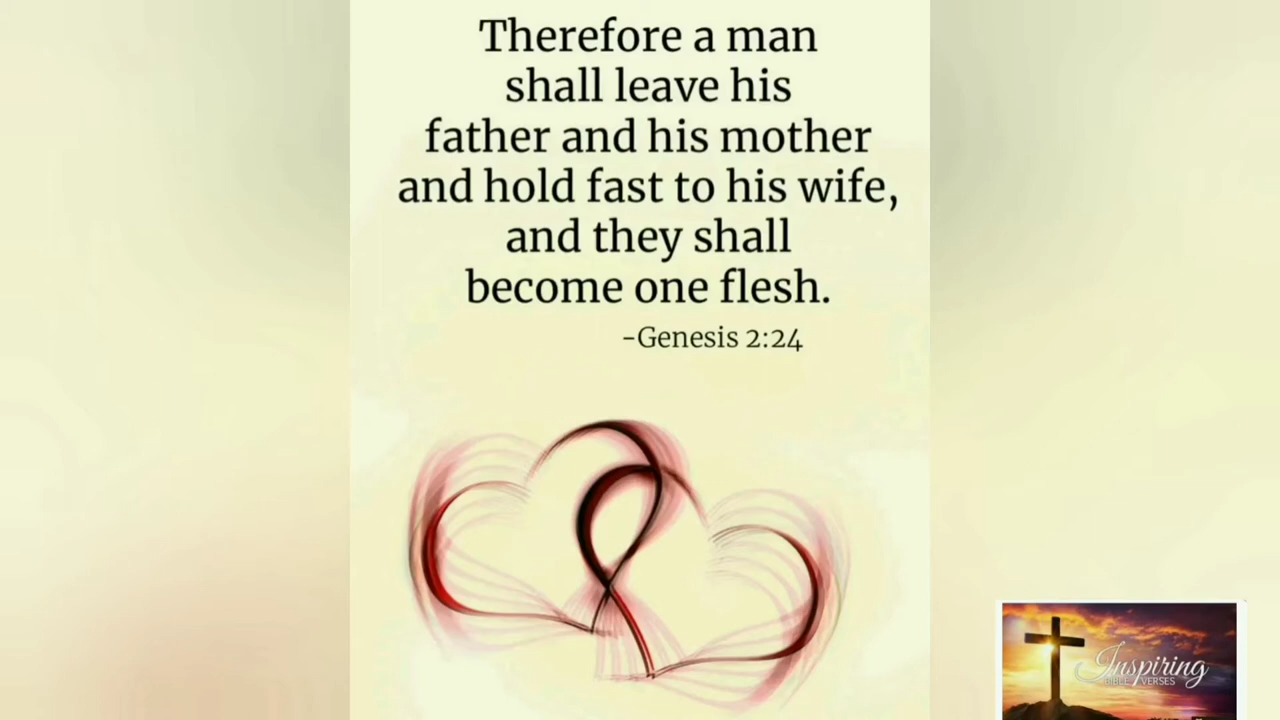 Therefore a man
shall leave his
father and his mother
and hold fast to his wife,
and they shall
become one flesh.
-Genesis 2:24
Inspiring
BIBLE VERSES